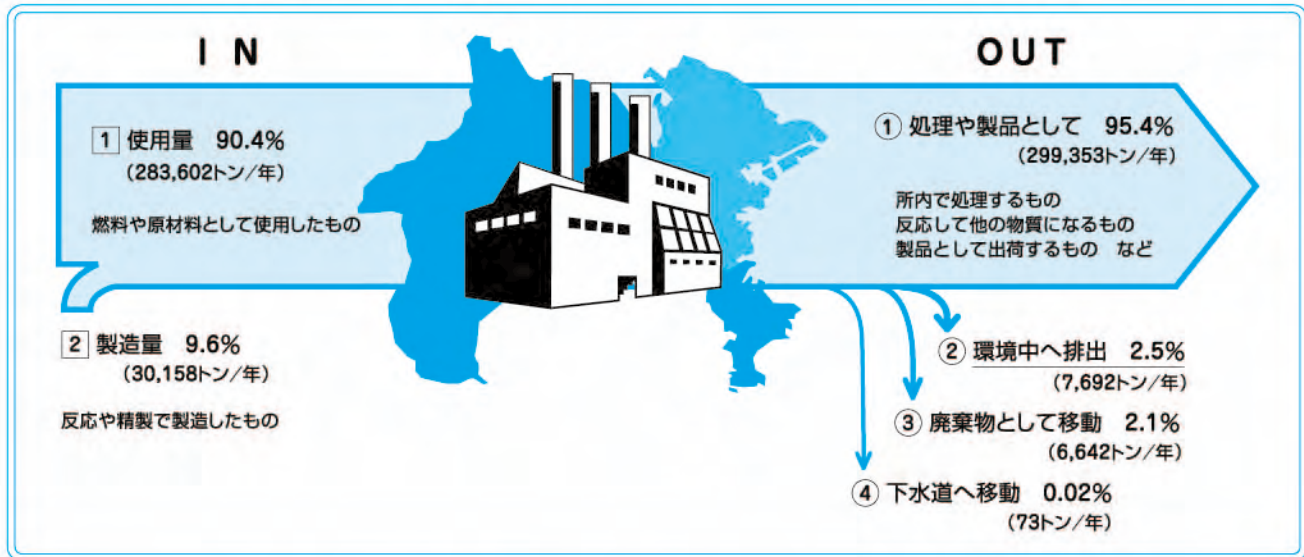 IN
OUT
1 使用量 90.4%
(283,602トン/年)
燃料や原材料として使用したもの
2 製造量 9.6%
(30,158トン/年)
反応や精製で製造したもの
① 処理や製品として 95.4%
(299,353トン/年)
所内で処理するもの
反応して他の物質になるもの
製品として出荷するもの など
② 環境中へ排出 2.5%
(7,692トン/年)
③ 廃棄物として移動 2.1%
(6,642トン/年)
④ 下水道へ移動 0.02%
(73トン/年)